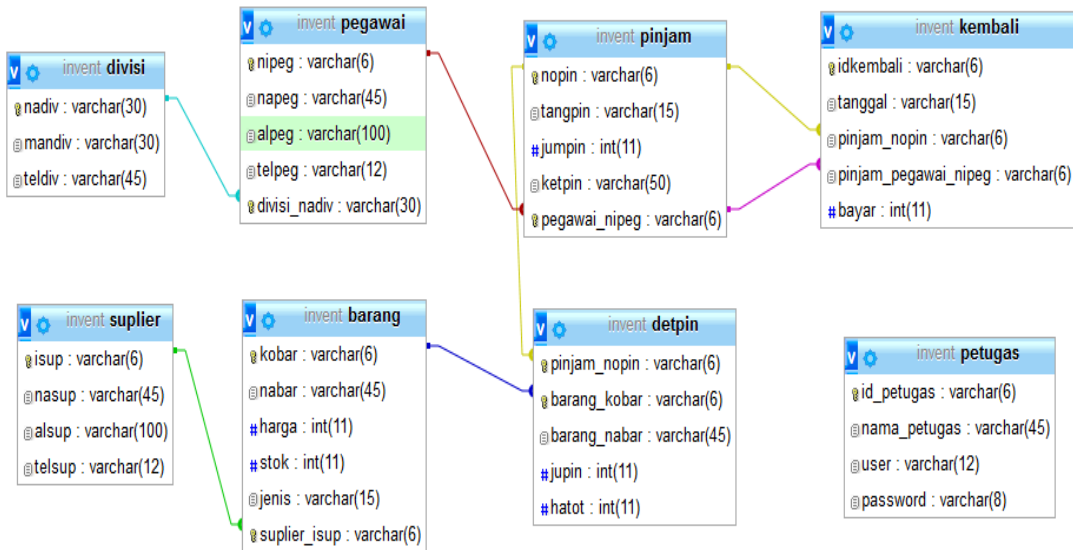 invent divisi
nadiv : varchar(30)
mandiv : varchar(30)
teldiv : varchar(45)
invent pegawai
nipeg : varchar(6)
napeg : varchar(45)
alpeg : varchar(100)
telpeg : varchar(12)
divisi_nadiv : varchar(30)
invent pinjam
nopin : varchar(6)
tangpin : varchar(15)
# jumpin : int(11)
ketpin : varchar(50)
pegawai_nipeg : varchar(6)
invent kembali
idkembali : varchar(6)
tanggal : varchar(15)
pinjam_nopin : varchar(6)
pinjam_pegawai_nipeg : varchar(6)
# bayar : int(11)
invent suplier
isup : varchar(6)
nasup : varchar(45)
alsup : varchar(100)
telsup : varchar(12)
invent barang
kobar : varchar(6)
nabar : varchar(45)
# harga : int(11)
# stok : int(11)
jenis : varchar(15)
suplier_isup : varchar(6)
invent detpin
pinjam_nopin : varchar(6)
barang_kobar : varchar(6)
barang_nabar : varchar(45)
# jupin : int(11)
# hatot : int(11)
invent petugas
id_petugas : varchar(6)
nama_petugas : varchar(45)
user : varchar(12)
password : varchar(8)